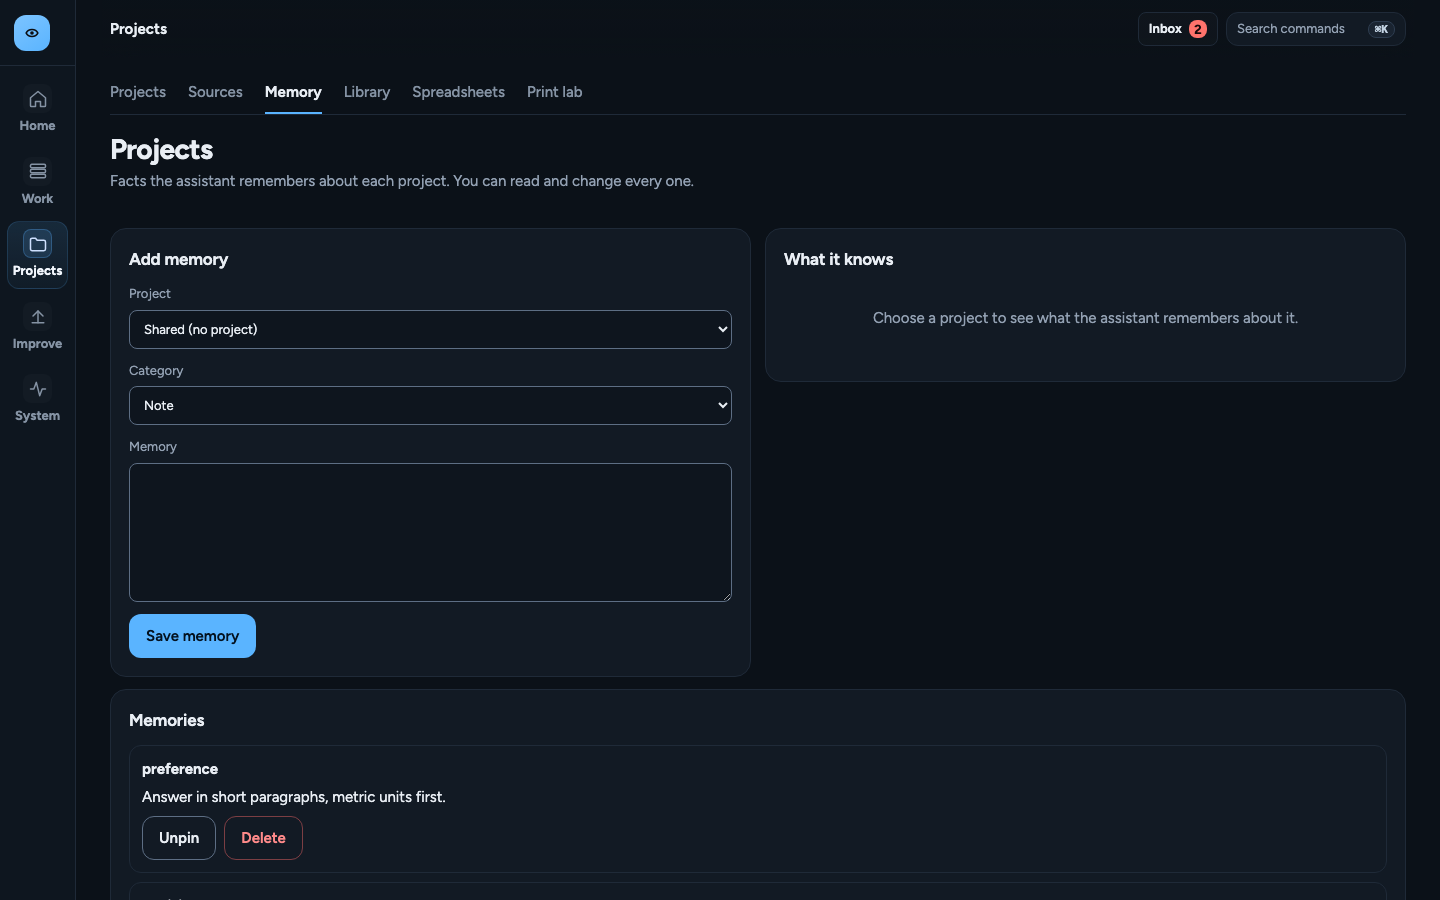 Projects
Inbox 2
Search commands ⌘K
Home
Work
Projects
Improve
System
Projects Sources Memory Library Spreadsheets Print lab
Projects
Facts the assistant remembers about each project. You can read and change every one.
Add memory
Project
Shared (no project)
Category
Note
Memory
Save memory
What it knows
Choose a project to see what the assistant remembers about it.
Memories
preference
Answer in short paragraphs, metric units first.
Unpin Delete